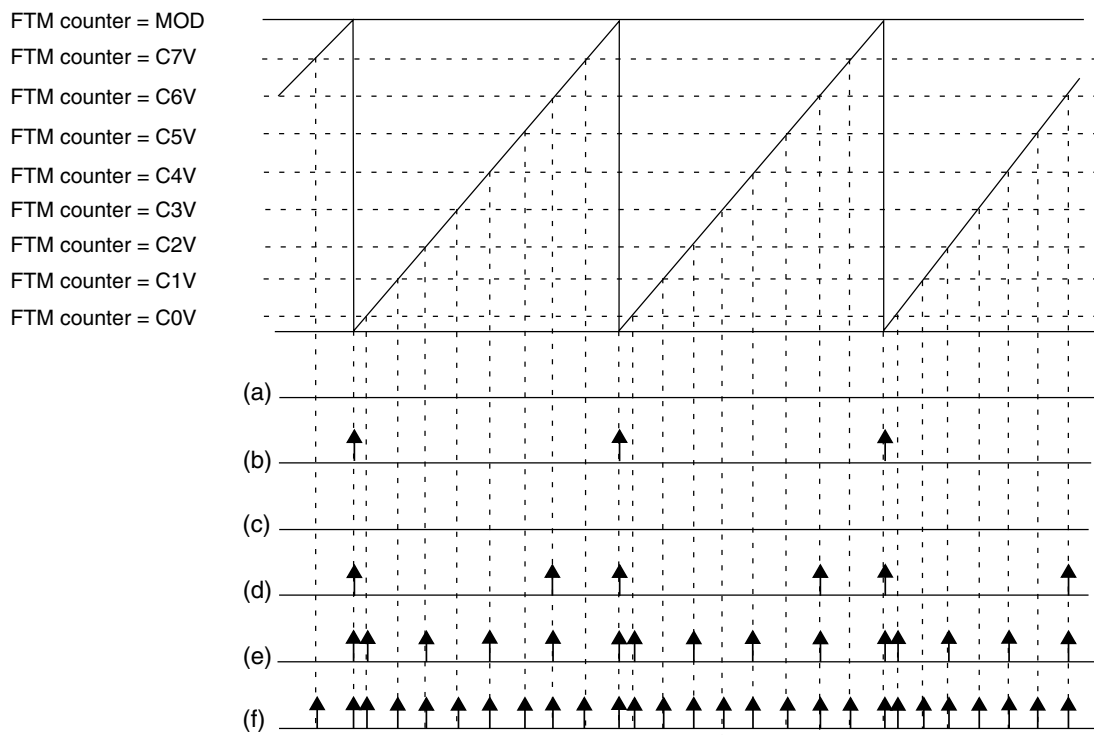 FTM counter = MOD
FTM counter = C7V
FTM counter = C6V
FTM counter = C5V
FTM counter = C4V
FTM counter = C3V
FTM counter = C2V
FTM counter = C1V
FTM counter = C0V
(a)
(b)
(c)
(d)
(e)
(f)